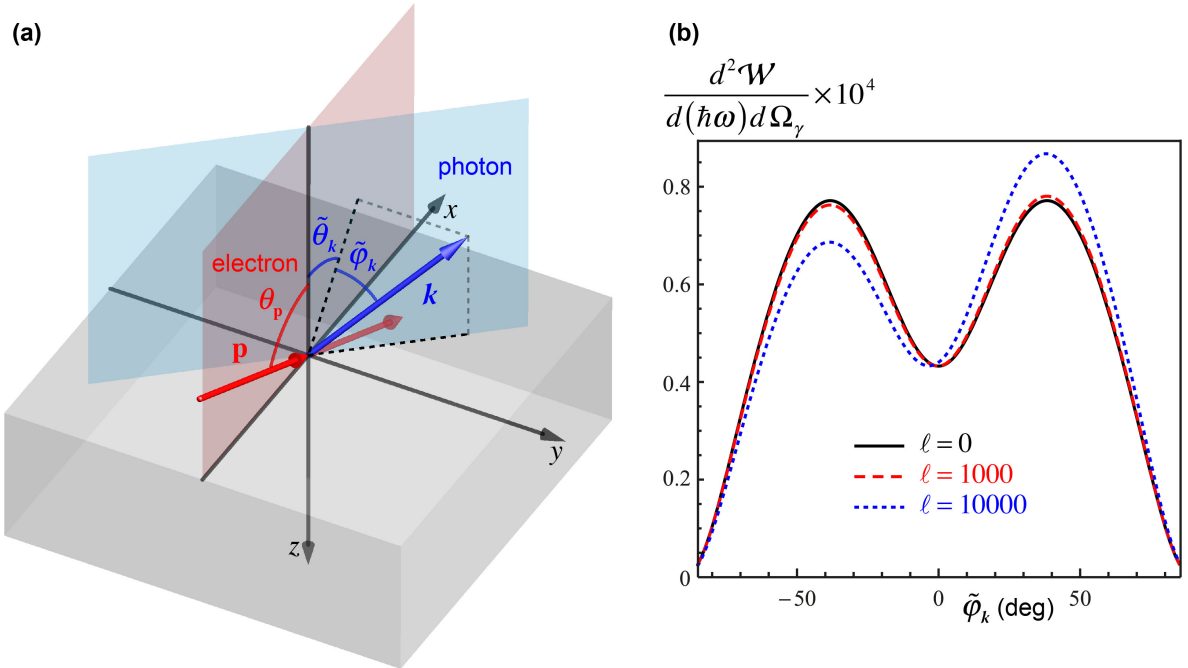 (a)
photon
x
θ̃ₖ
φ̃ₖ
electron
θₚ
k
p
y
z
(b)
d²𝒲
d(ħω)dΩᵧ
×10⁴
0.8
0.6
0.4
0.2
0
ℓ = 0
ℓ = 1000
ℓ = 10000
−50
0
50
φ̃ₖ (deg)